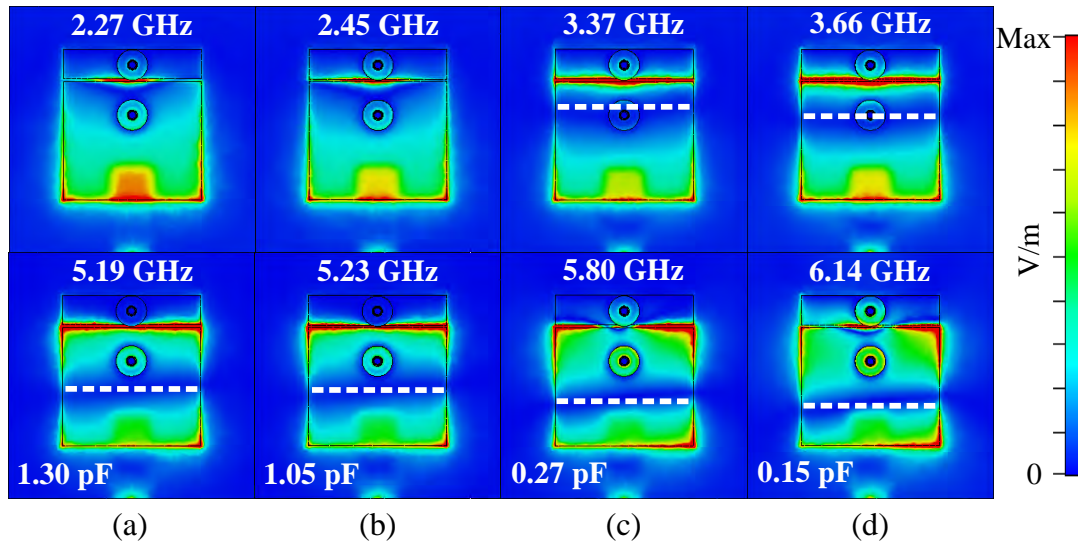 2.27 GHz 2.45 GHz 3.37 GHz 3.66 GHz
Max
V/m
5.19 GHz 5.23 GHz 5.80 GHz 6.14 GHz
1.30 pF 1.05 pF 0.27 pF 0.15 pF
0
(a) (b) (c) (d)